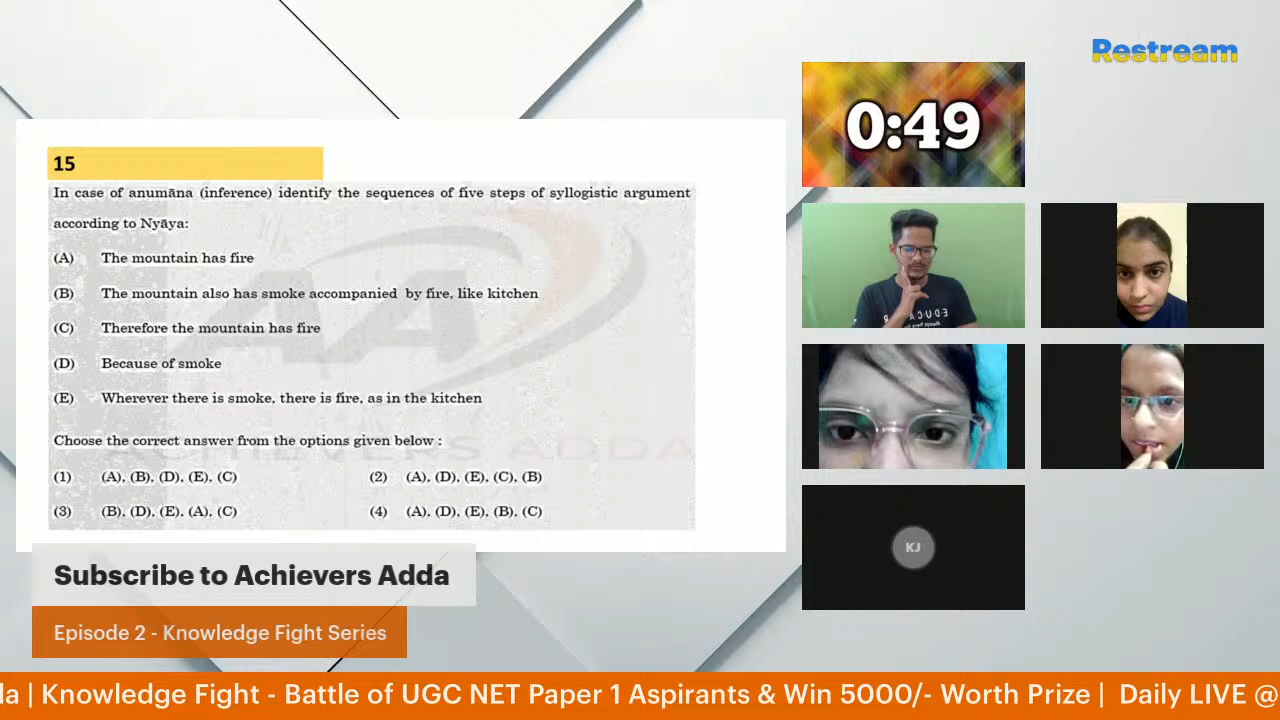 Restream
0:49
15
In case of anumāna (inference) identify the sequences of five steps of syllogistic argument
according to Nyāya:
(A) The mountain has fire
(B) The mountain also has smoke accompanied by fire, like kitchen
(C) Therefore the mountain has fire
(D) Because of smoke
(E) Wherever there is smoke, there is fire, as in the kitchen
Choose the correct answer from the options given below :
(1) (A), (B), (D), (E), (C) (2) (A), (D), (E), (C), (B)
(3) (B), (D), (E), (A), (C) (4) (A), (D), (E), (B), (C)
ACHIEVERS ADDA
KJ
Subscribe to Achievers Adda
Episode 2 - Knowledge Fight Series
da | Knowledge Fight - Battle of UGC NET Paper 1 Aspirants & Win 5000/- Worth Prize | Daily LIVE @